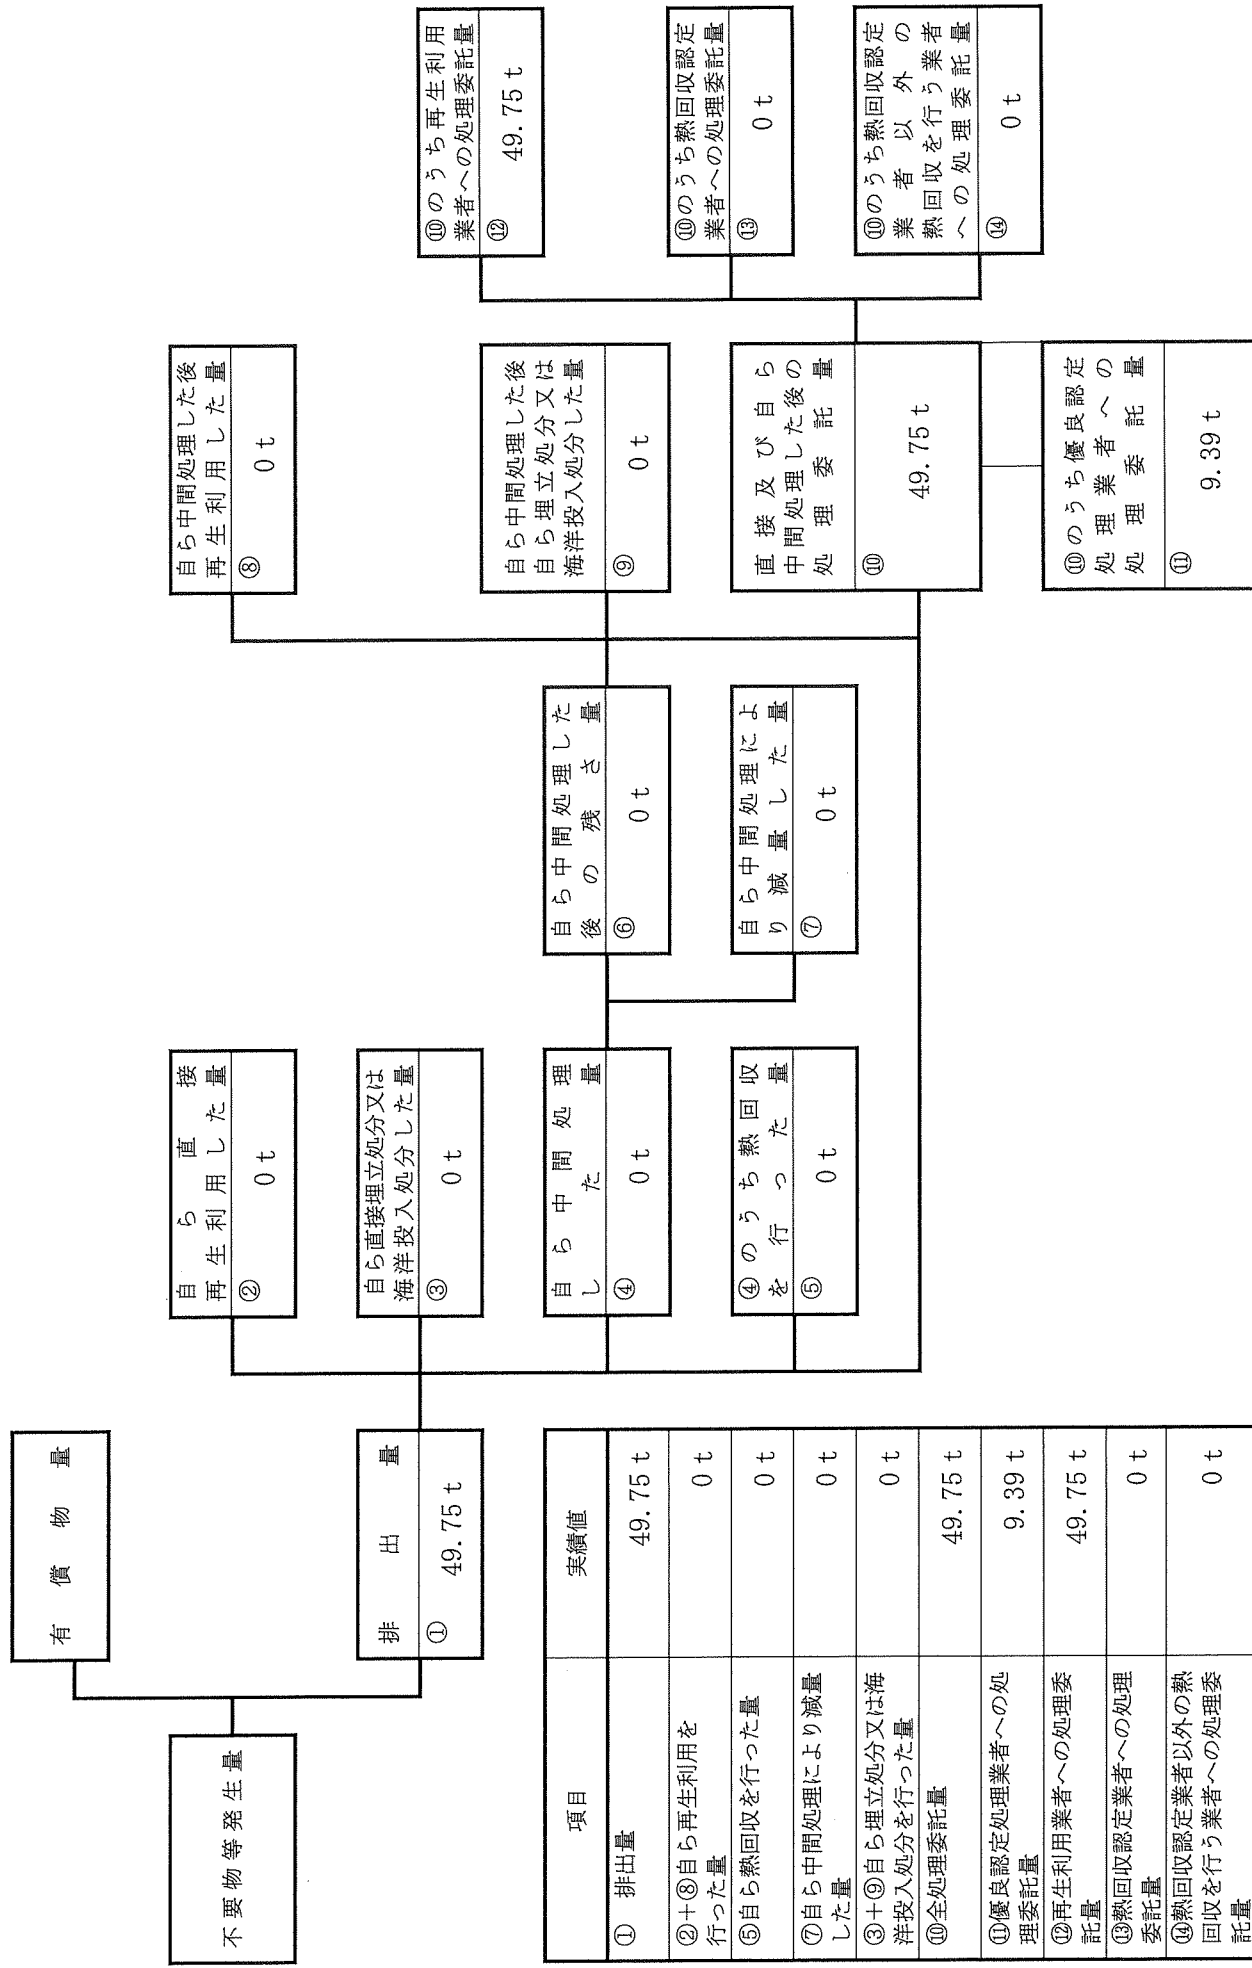 不要物等発生量
有償物量
排出量
① 49.75 t
自ら直接
再生利用した量
② 0 t
自ら直接埋立処分又は
海洋投入処分した量
③ 0 t
自ら中間処理
した量
④ 0 t
④のうち熱回収
を行った量
⑤ 0 t
自ら中間処理した
後の残さ量
⑥ 0 t
自ら中間処理によ
り減量した量
⑦ 0 t
自ら中間処理した後
再生利用した量
⑧ 0 t
自ら中間処理した後
自ら埋立処分又は
海洋投入処分した量
⑨ 0 t
直接及び自ら
中間処理した後の
処理委託量
⑩ 49.75 t
⑩のうち優良認定
処理業者への
処理委託量
⑪ 9.39 t
⑩のうち再生利用
業者への処理委託量
⑫ 49.75 t
⑩のうち熱回収認定
業者への処理委託量
⑬ 0 t
⑩のうち熱回収認定
業者以外の
熱回収を行う業者
への処理委託量
⑭ 0 t
項目 実績値
① 排出量 49.75 t
②+⑧自ら再生利用を
行った量 0 t
⑤自ら熱回収を行った量 0 t
⑦自ら中間処理により減量
した量 0 t
③+⑨自ら埋立処分又は海
洋投入処分を行った量 0 t
⑩全処理委託量 49.75 t
⑪優良認定処理業者への処
理委託量 9.39 t
⑫再生利用業者への処理委
託量 49.75 t
⑬熱回収認定業者への処理
委託量 0 t
⑭熱回収認定業者以外の熱
回収を行う業者への処理委
託量 0 t